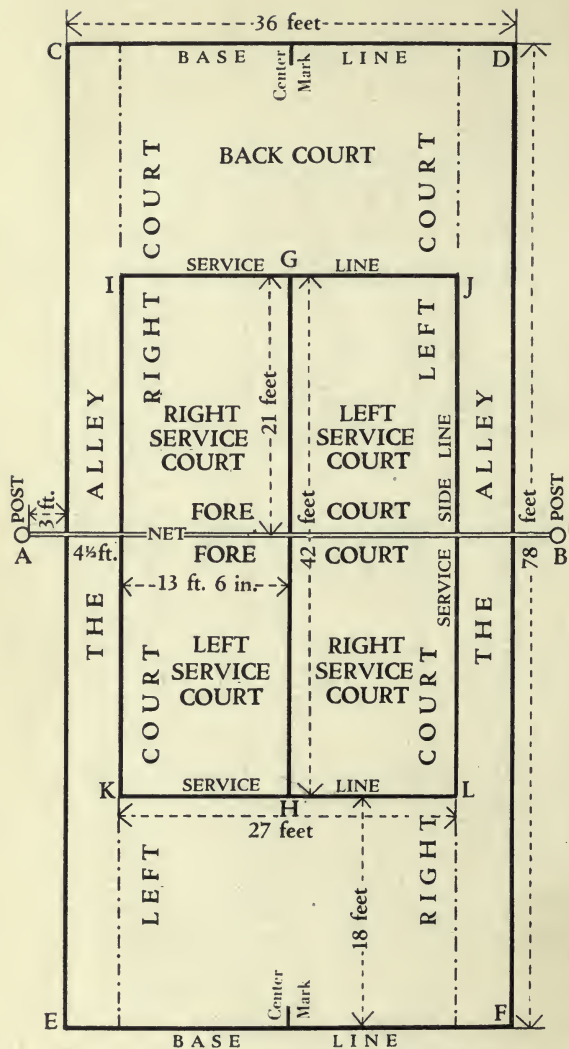 36 feet
C
D
BASE LINE
Center
Mark
BACK COURT
RIGHT COURT
LEFT COURT
SERVICE G LINE
I
J
21 feet
42 feet
78 feet
RIGHT
SERVICE
COURT
LEFT
SERVICE
COURT
THE ALLEY
THE ALLEY
SERVICE SIDE LINE
POST
3 ft.
FORE
COURT
A
NET
B
POST
4½ft.
FORE
COURT
13 ft. 6 in.
LEFT
SERVICE
COURT
RIGHT
SERVICE
COURT
LEFT COURT
RIGHT COURT
K
SERVICE LINE
L
H
27 feet
18 feet
Center
Mark
E
F
BASE LINE